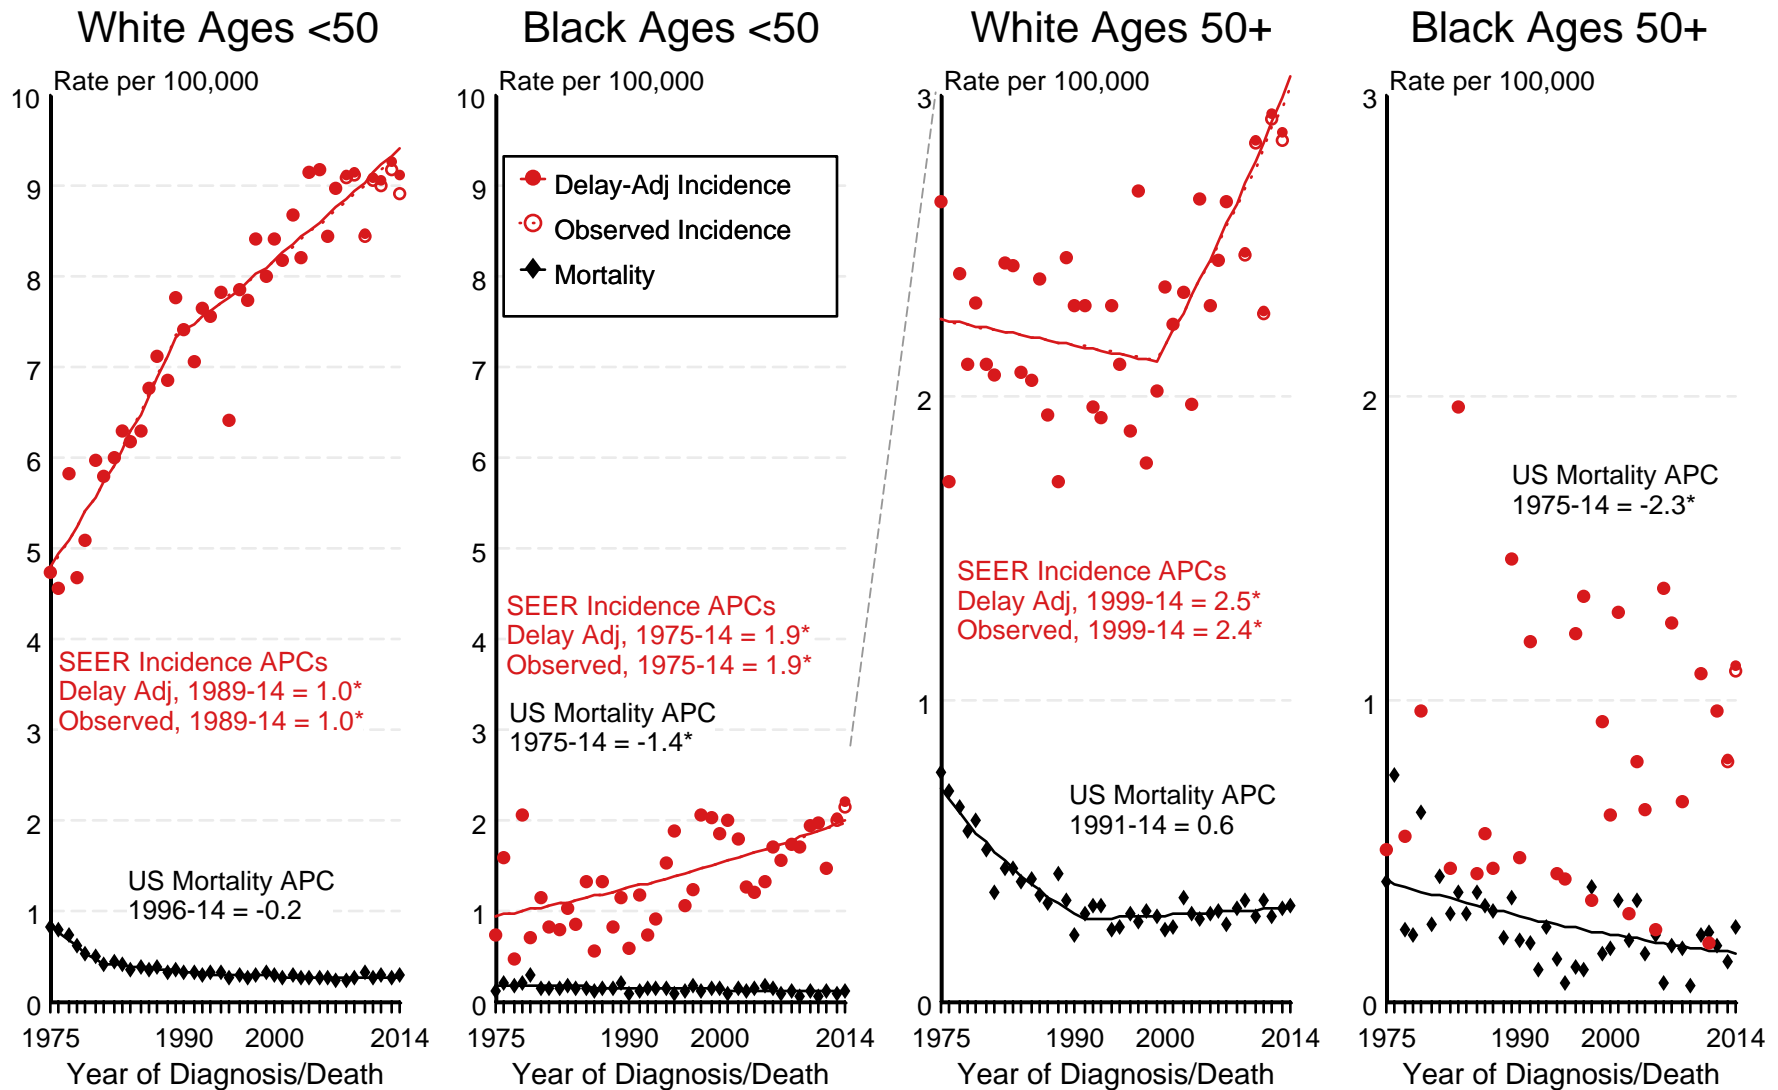 White Ages <50
Rate per 100,000
10
9
8
7
6
5
4
3
2
1
0
SEER Incidence APCs
Delay Adj, 1989-14 = 1.0*
Observed, 1989-14 = 1.0*
US Mortality APC
1996-14 = -0.2
1975
1990
2000
2014
Year of Diagnosis/Death
Black Ages <50
Rate per 100,000
10
9
8
7
6
5
4
3
2
1
0
Delay-Adj Incidence
Observed Incidence
Mortality
SEER Incidence APCs
Delay Adj, 1975-14 = 1.9*
Observed, 1975-14 = 1.9*
US Mortality APC
1975-14 = -1.4*
1975
1990
2000
2014
Year of Diagnosis/Death
White Ages 50+
Rate per 100,000
3
2
1
0
SEER Incidence APCs
Delay Adj, 1999-14 = 2.5*
Observed, 1999-14 = 2.4*
US Mortality APC
1991-14 = 0.6
1975
1990
2000
2014
Year of Diagnosis/Death
Black Ages 50+
Rate per 100,000
3
2
1
0
US Mortality APC
1975-14 = -2.3*
1975
1990
2000
2014
Year of Diagnosis/Death